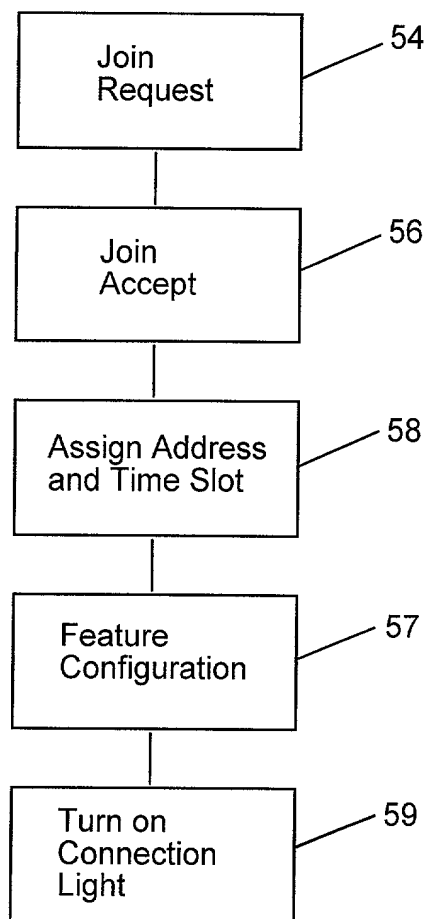 Join
Request
54
Join
Accept
56
Assign Address
and Time Slot
58
Feature
Configuration
57
Turn on
Connection
Light
59